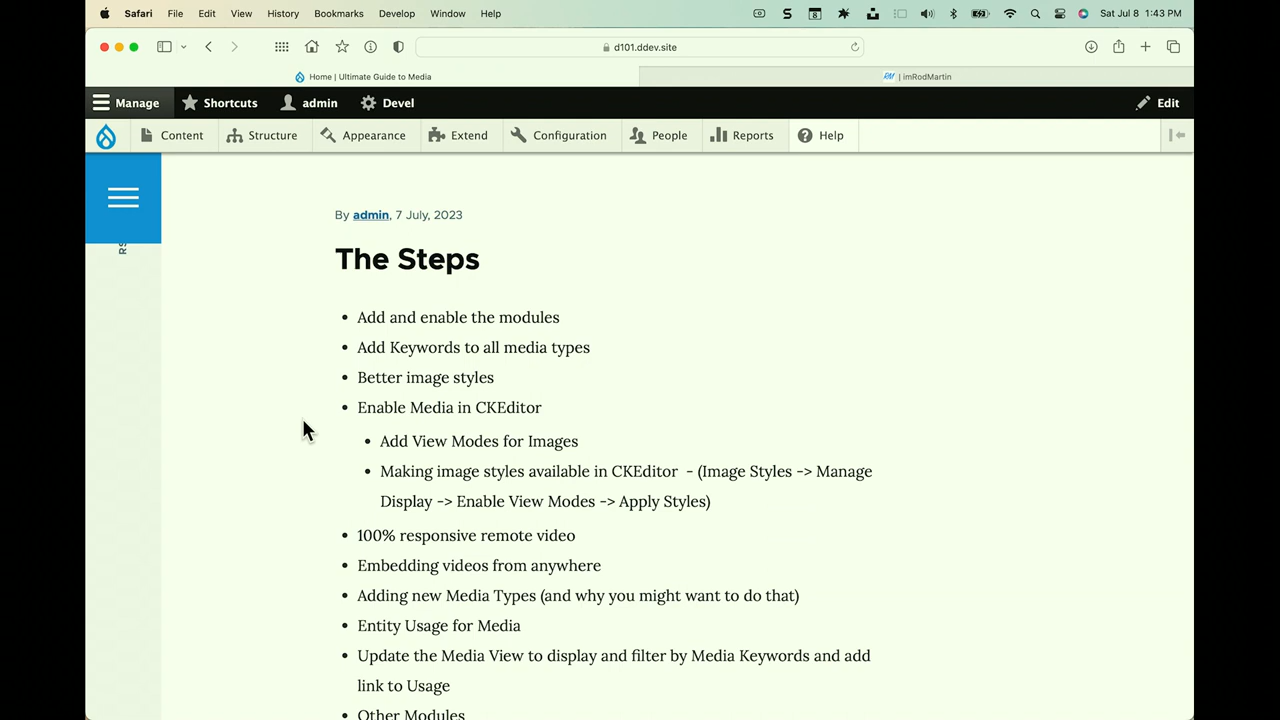 Safari File Edit View History Bookmarks Develop Window Help Sat Jul 8 1:43 PM
d101.ddev.site
Home | Ultimate Guide to Media
| imRodMartin
Manage Shortcuts admin Devel Edit
Content Structure Appearance Extend Configuration People Reports Help
RS
By admin, 7 July, 2023
The Steps
• Add and enable the modules
• Add Keywords to all media types
• Better image styles
• Enable Media in CKEditor
• Add View Modes for Images
• Making image styles available in CKEditor - (Image Styles -> Manage
Display -> Enable View Modes -> Apply Styles)
• 100% responsive remote video
• Embedding videos from anywhere
• Adding new Media Types (and why you might want to do that)
• Entity Usage for Media
• Update the Media View to display and filter by Media Keywords and add
link to Usage
• Other Modules